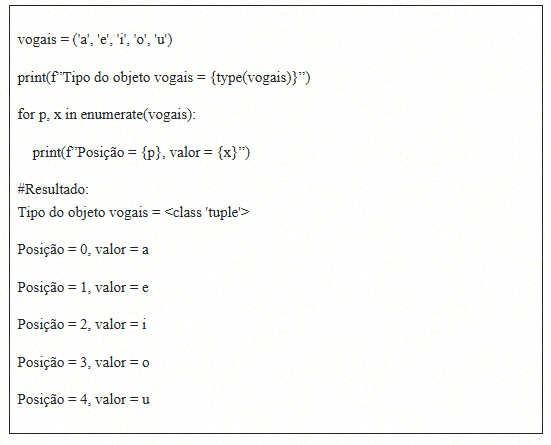 vogais = ('a', 'e', 'i', 'o', 'u')
print(f”Tipo do objeto vogais = {type(vogais)}”)
for p, x in enumerate(vogais):
    print(f”Posição = {p}, valor = {x}”)
#Resultado:
Tipo do objeto vogais = <class 'tuple'>
Posição = 0, valor = a
Posição = 1, valor = e
Posição = 2, valor = i
Posição = 3, valor = o
Posição = 4, valor = u